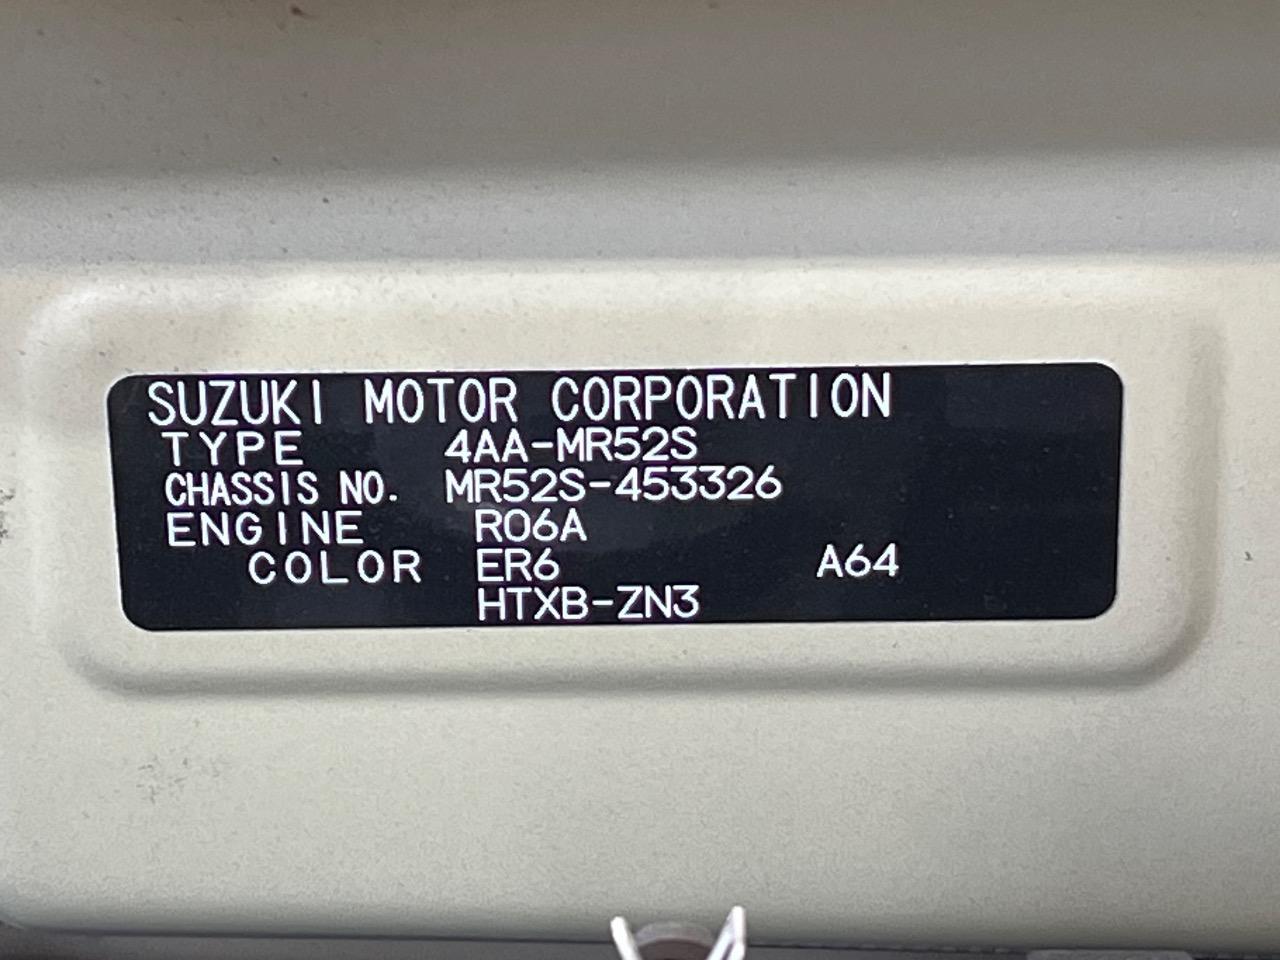 SUZUKI MOTOR CORPORATION
TYPE 4AA-MR52S
CHASSIS NO. MR52S-453326
ENGINE R06A
COLOR ER6 A64
HTXB-ZN3